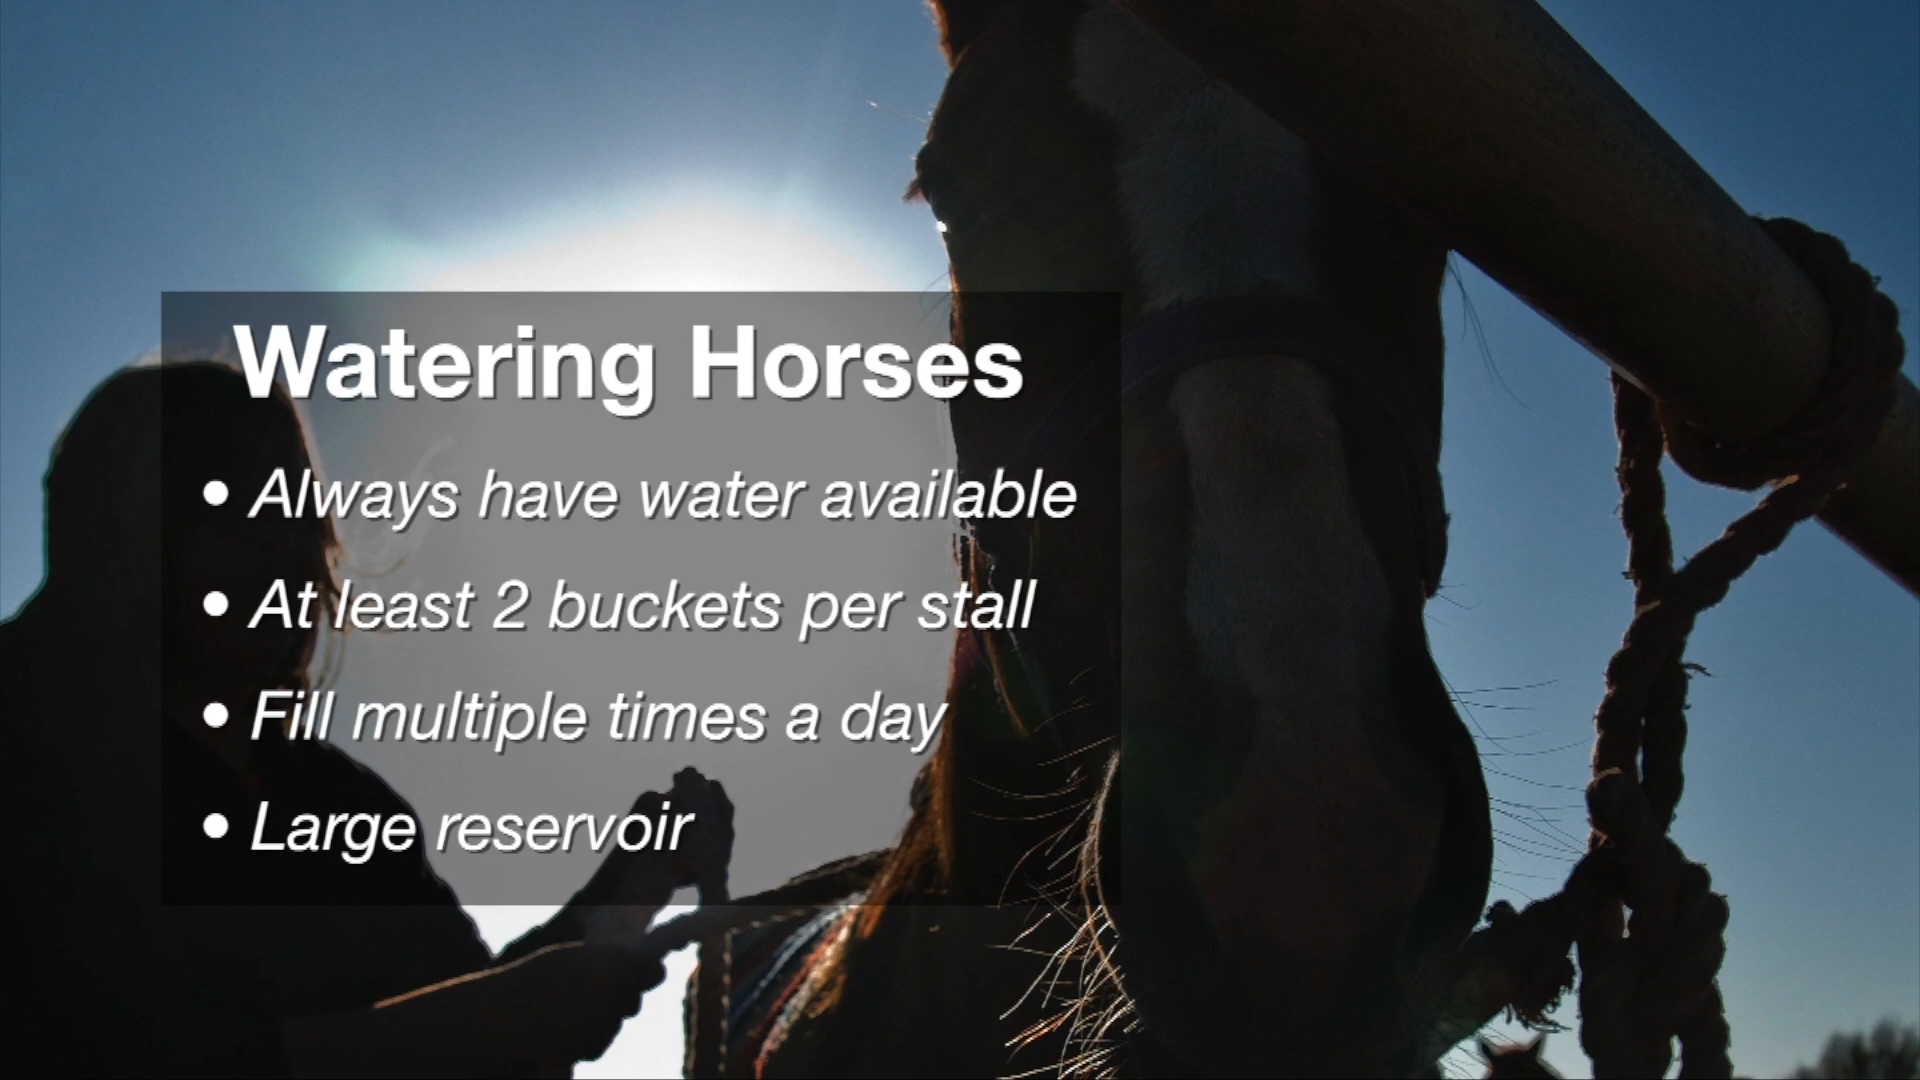 Watering Horses
• Always have water available
• At least 2 buckets per stall
• Fill multiple times a day
• Large reservoir